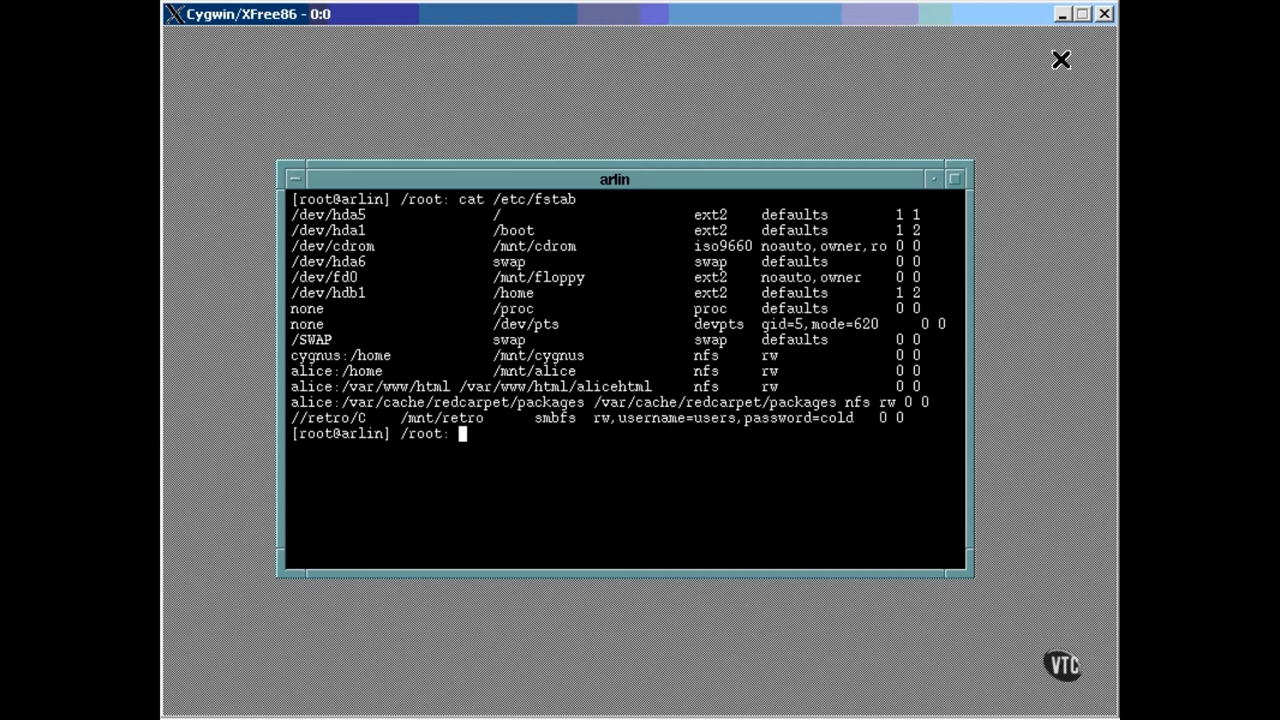 Cygwin/XFree86 - 0:0
arlin
[root@arlin] /root: cat /etc/fstab
/dev/hda5 / ext2 defaults 1 1
/dev/hda1 /boot ext2 defaults 1 2
/dev/cdrom /mnt/cdrom iso9660 noauto,owner,ro 0 0
/dev/hda6 swap swap defaults 0 0
/dev/fd0 /mnt/floppy ext2 noauto,owner 0 0
/dev/hdb1 /home ext2 defaults 1 2
none /proc proc defaults 0 0
none /dev/pts devpts gid=5,mode=620 0 0
/SWAP swap swap defaults 0 0
cygnus:/home /mnt/cygnus nfs rw 0 0
alice:/home /mnt/alice nfs rw 0 0
alice:/var/www/html /var/www/html/alicehtml nfs rw 0 0
alice:/var/cache/redcarpet/packages /var/cache/redcarpet/packages nfs rw 0 0
//retro/C /mnt/retro smbfs rw,username=users,password=cold 0 0
[root@arlin] /root:
VTC